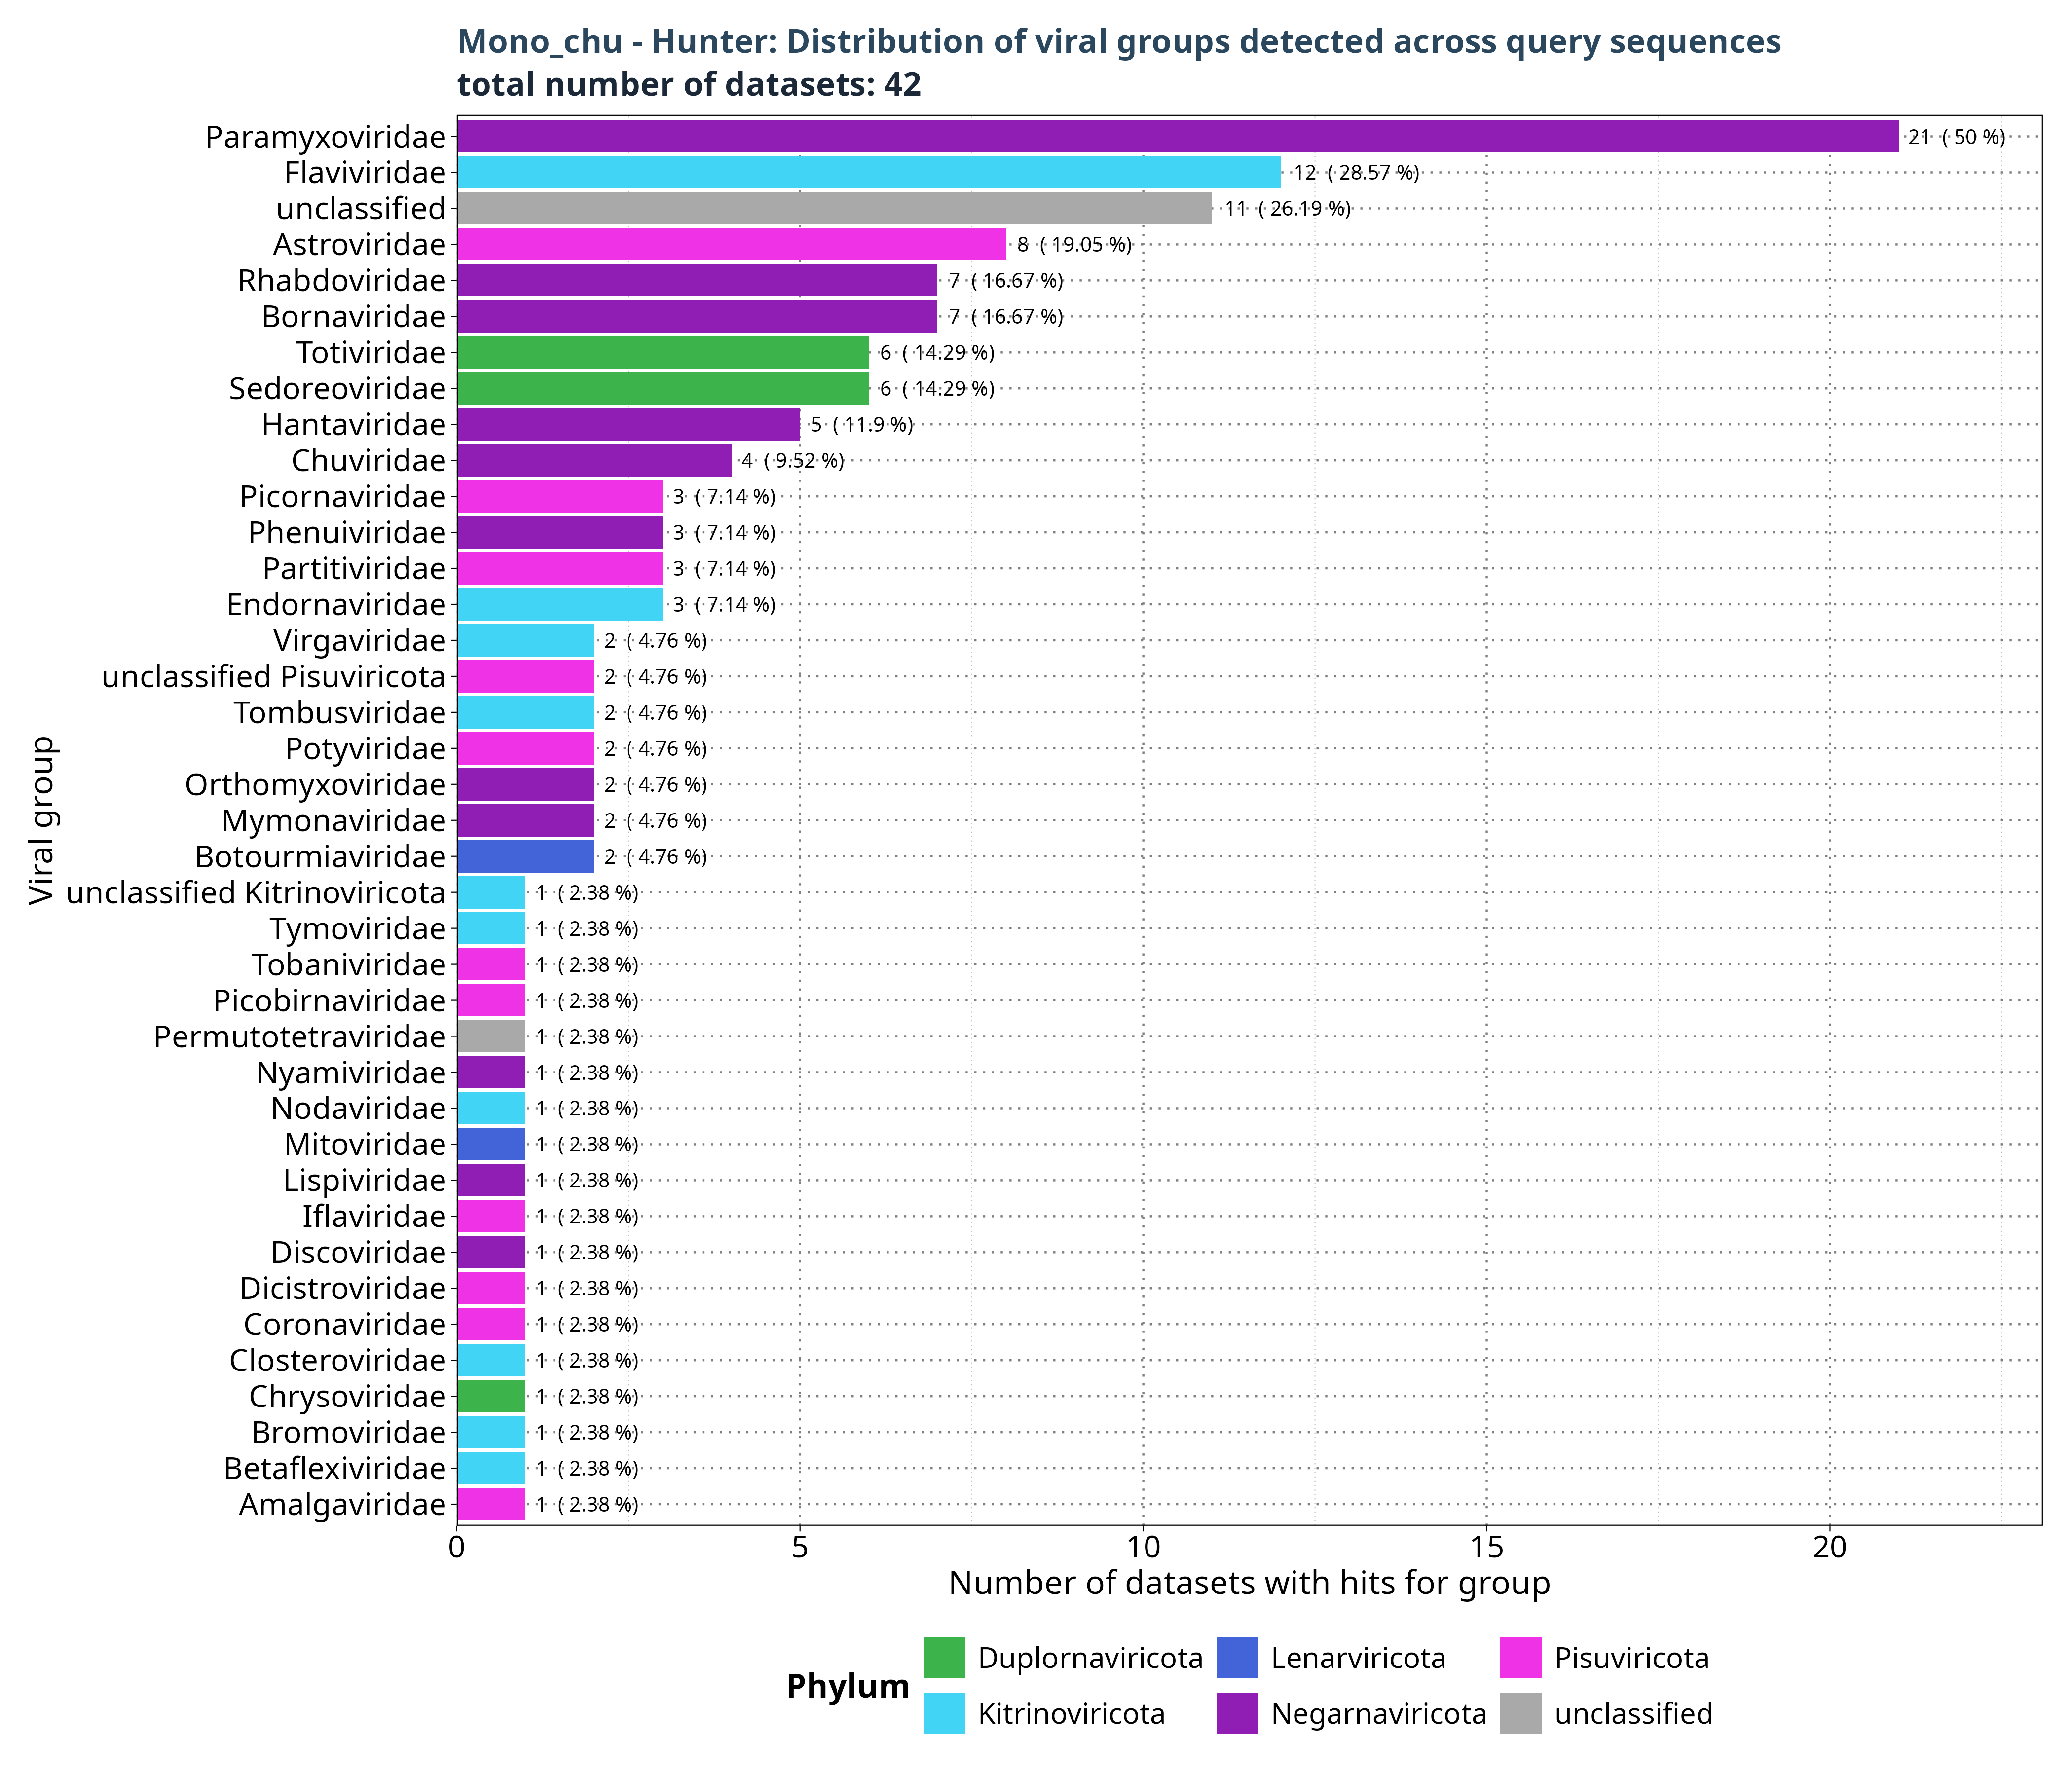 Mono_chu - Hunter: Distribution of viral groups detected across query sequences
total number of datasets: 42
Viral group
Paramyxoviridae 21 ( 50 %)
Flaviviridae 12 ( 28.57 %)
unclassified 11 ( 26.19 %)
Astroviridae 8 ( 19.05 %)
Rhabdoviridae 7 ( 16.67 %)
Bornaviridae 7 ( 16.67 %)
Totiviridae 6 ( 14.29 %)
Sedoreoviridae 6 ( 14.29 %)
Hantaviridae 5 ( 11.9 %)
Chuviridae 4 ( 9.52 %)
Picornaviridae 3 ( 7.14 %)
Phenuiviridae 3 ( 7.14 %)
Partitiviridae 3 ( 7.14 %)
Endornaviridae 3 ( 7.14 %)
Virgaviridae 2 ( 4.76 %)
unclassified Pisuviricota 2 ( 4.76 %)
Tombusviridae 2 ( 4.76 %)
Potyviridae 2 ( 4.76 %)
Orthomyxoviridae 2 ( 4.76 %)
Mymonaviridae 2 ( 4.76 %)
Botourmiaviridae 2 ( 4.76 %)
unclassified Kitrinoviricota 1 ( 2.38 %)
Tymoviridae 1 ( 2.38 %)
Tobaniviridae 1 ( 2.38 %)
Picobirnaviridae 1 ( 2.38 %)
Permutotetraviridae 1 ( 2.38 %)
Nyamiviridae 1 ( 2.38 %)
Nodaviridae 1 ( 2.38 %)
Mitoviridae 1 ( 2.38 %)
Lispiviridae 1 ( 2.38 %)
Iflaviridae 1 ( 2.38 %)
Discoviridae 1 ( 2.38 %)
Dicistroviridae 1 ( 2.38 %)
Coronaviridae 1 ( 2.38 %)
Closteroviridae 1 ( 2.38 %)
Chrysoviridae 1 ( 2.38 %)
Bromoviridae 1 ( 2.38 %)
Betaflexiviridae 1 ( 2.38 %)
Amalgaviridae 1 ( 2.38 %)
0 5 10 15 20
Number of datasets with hits for group
Phylum
Duplornaviricota Lenarviricota Pisuviricota
Kitrinoviricota Negarnaviricota unclassified